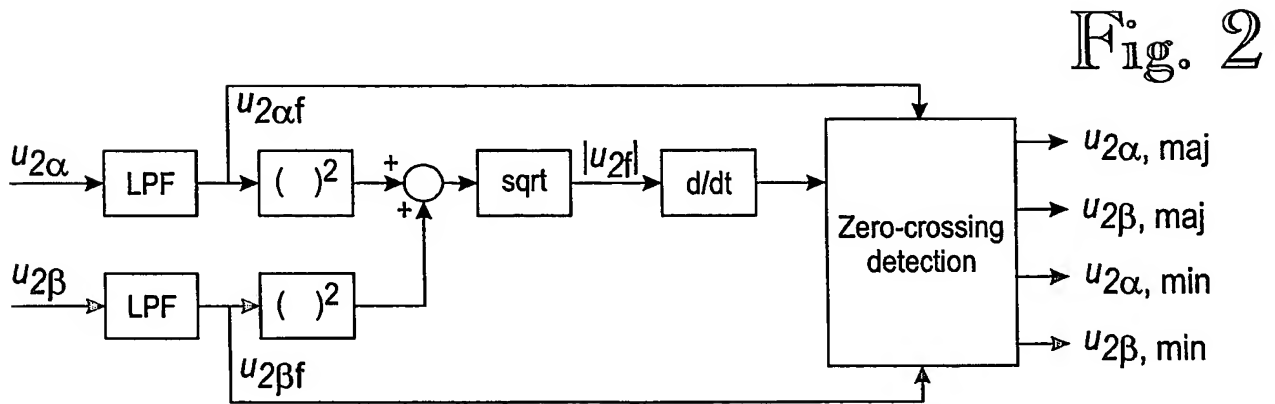 Fig. 2
u2αf
u2α
LPF
( )2
+
+
sqrt
|u2f|
d/dt
Zero-crossing
detection
u2α, maj
u2β, maj
u2α, min
u2β, min
u2β
LPF
( )2
u2βf